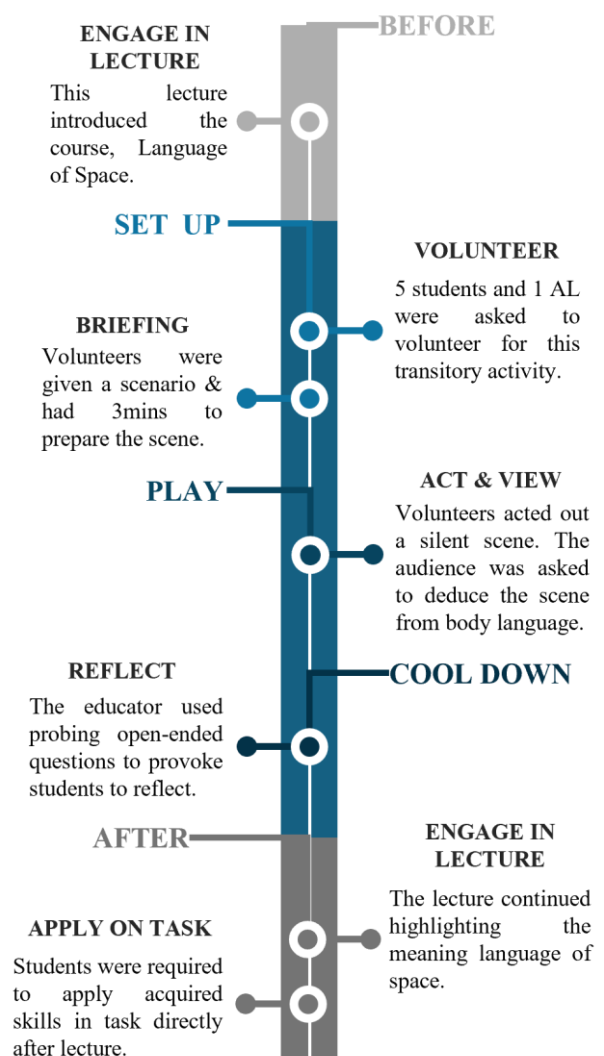 BEFORE
ENGAGE IN
LECTURE
This lecture
introduced the
course, Language
of Space.
SET UP
VOLUNTEER
5 students and 1 AL
were asked to
volunteer for this
transitory activity.
BRIEFING
Volunteers were
given a scenario &
had 3mins to
prepare the scene.
PLAY
ACT & VIEW
Volunteers acted out
a silent scene. The
audience was asked
to deduce the scene
from body language.
COOL DOWN
REFLECT
The educator used
probing open-ended
questions to provoke
students to reflect.
AFTER
ENGAGE IN
LECTURE
The lecture continued
highlighting the
meaning language of
space.
APPLY ON TASK
Students were required
to apply acquired
skills in task directly
after lecture.